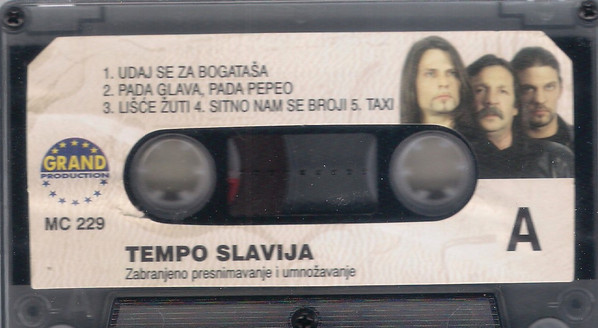 1. UDAJ SE ZA BOGATAŠA
2. PADA GLAVA, PADA PEPEO
3. LIŠĆE ŽUTI 4. SITNO NAM SE BROJI 5. TAXI
GRAND
PRODUCTION
MC 229
A
TEMPO SLAVIJA
Zabranjeno presnimavanje i umnožavanje